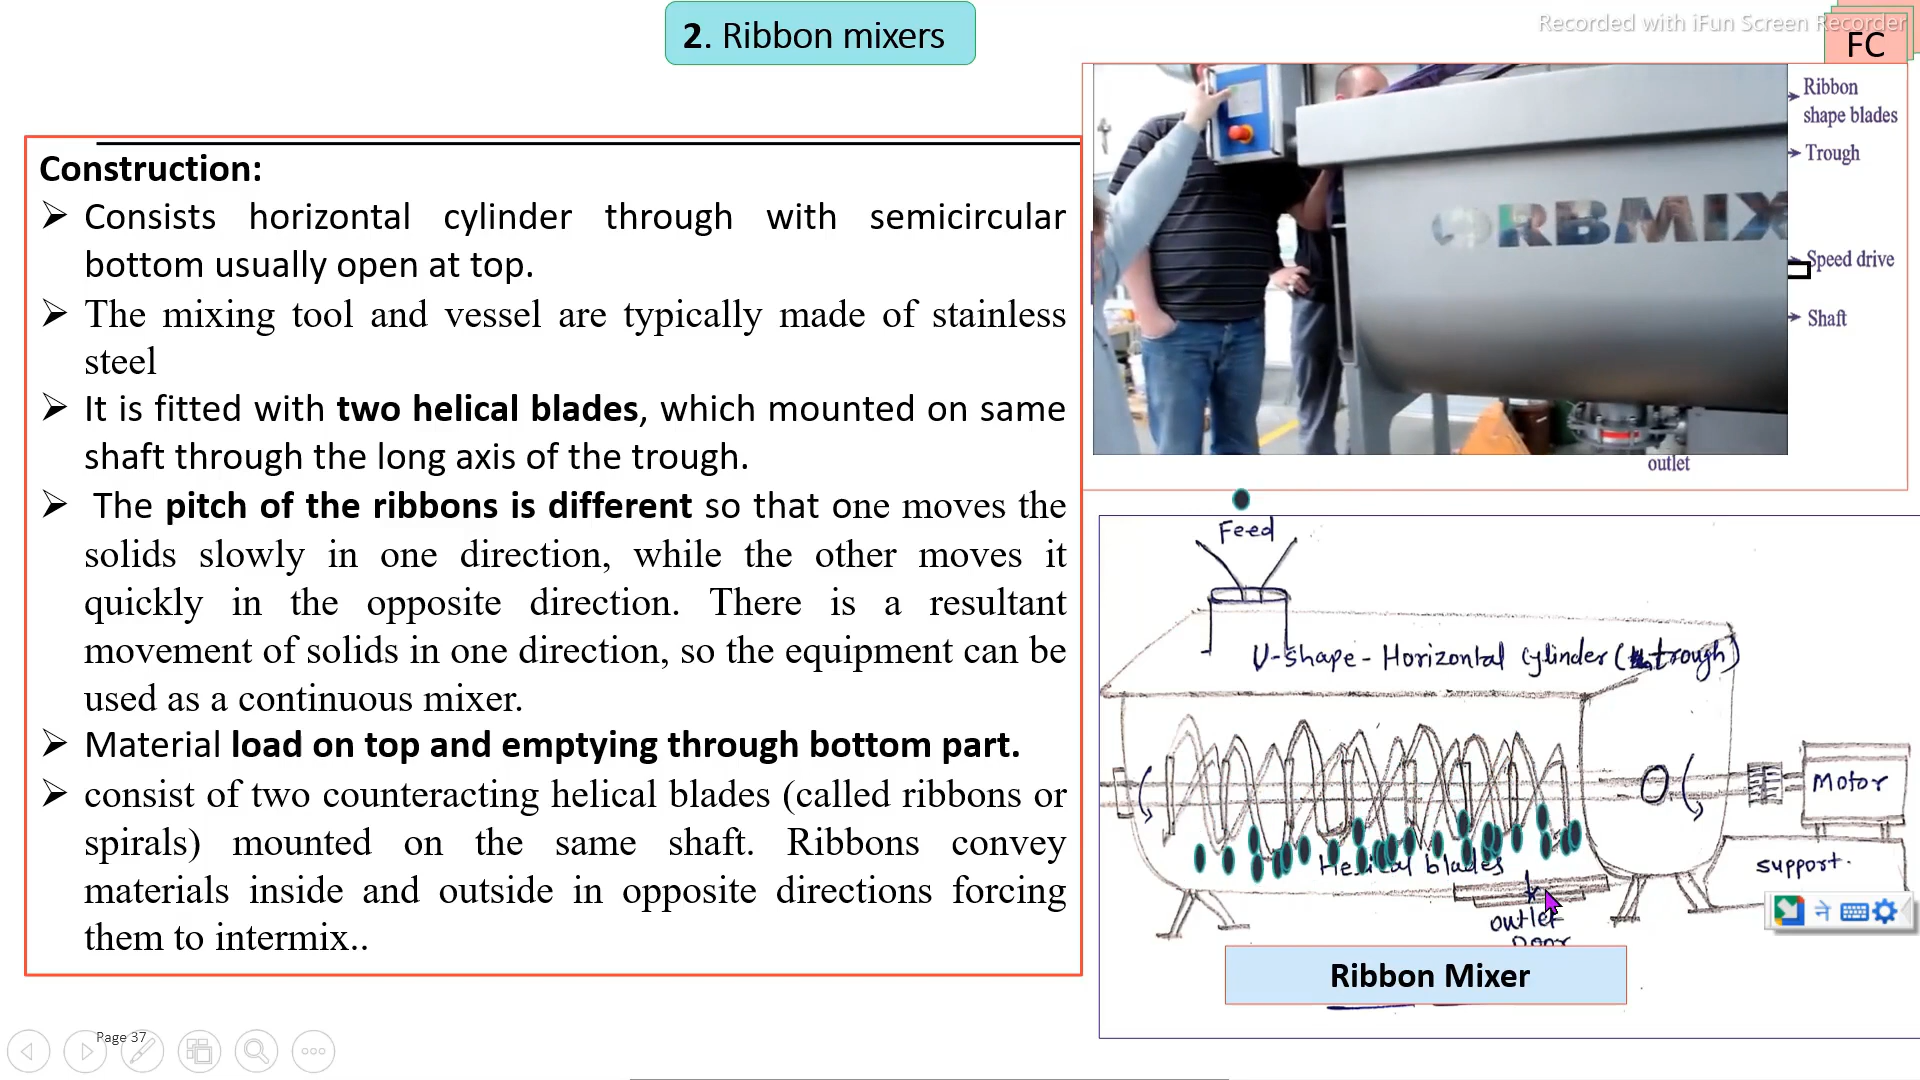 2. Ribbon mixers
Recorded with iFun Screen Recorder
FC
Construction:
➢ Consists horizontal cylinder through with semicircular
bottom usually open at top.
➢ The mixing tool and vessel are typically made of stainless
steel
➢ It is fitted with two helical blades, which mounted on same
shaft through the long axis of the trough.
➢ The pitch of the ribbons is different so that one moves the
solids slowly in one direction, while the other moves it
quickly in the opposite direction. There is a resultant
movement of solids in one direction, so the equipment can be
used as a continuous mixer.
➢ Material load on top and emptying through bottom part.
➢ consist of two counteracting helical blades (called ribbons or
spirals) mounted on the same shaft. Ribbons convey
materials inside and outside in opposite directions forcing
them to intermix..
ORBMIX
Ribbon
shape blades
Trough
Speed drive
Shaft
outlet
Feed
U-shape-Horizontal cylinder (trough)
Motor
Helical blades
support.
outlet
Door
ने
Ribbon Mixer
Page 37